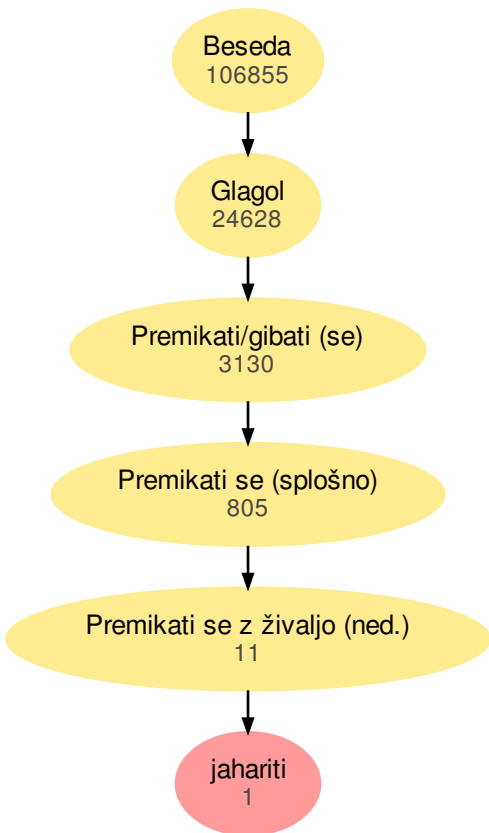 Beseda
106855
Glagol
24628
Premikati/gibati (se)
3130
Premikati se (splošno)
805
Premikati se z živaljo (ned.)
11
jahariti
1